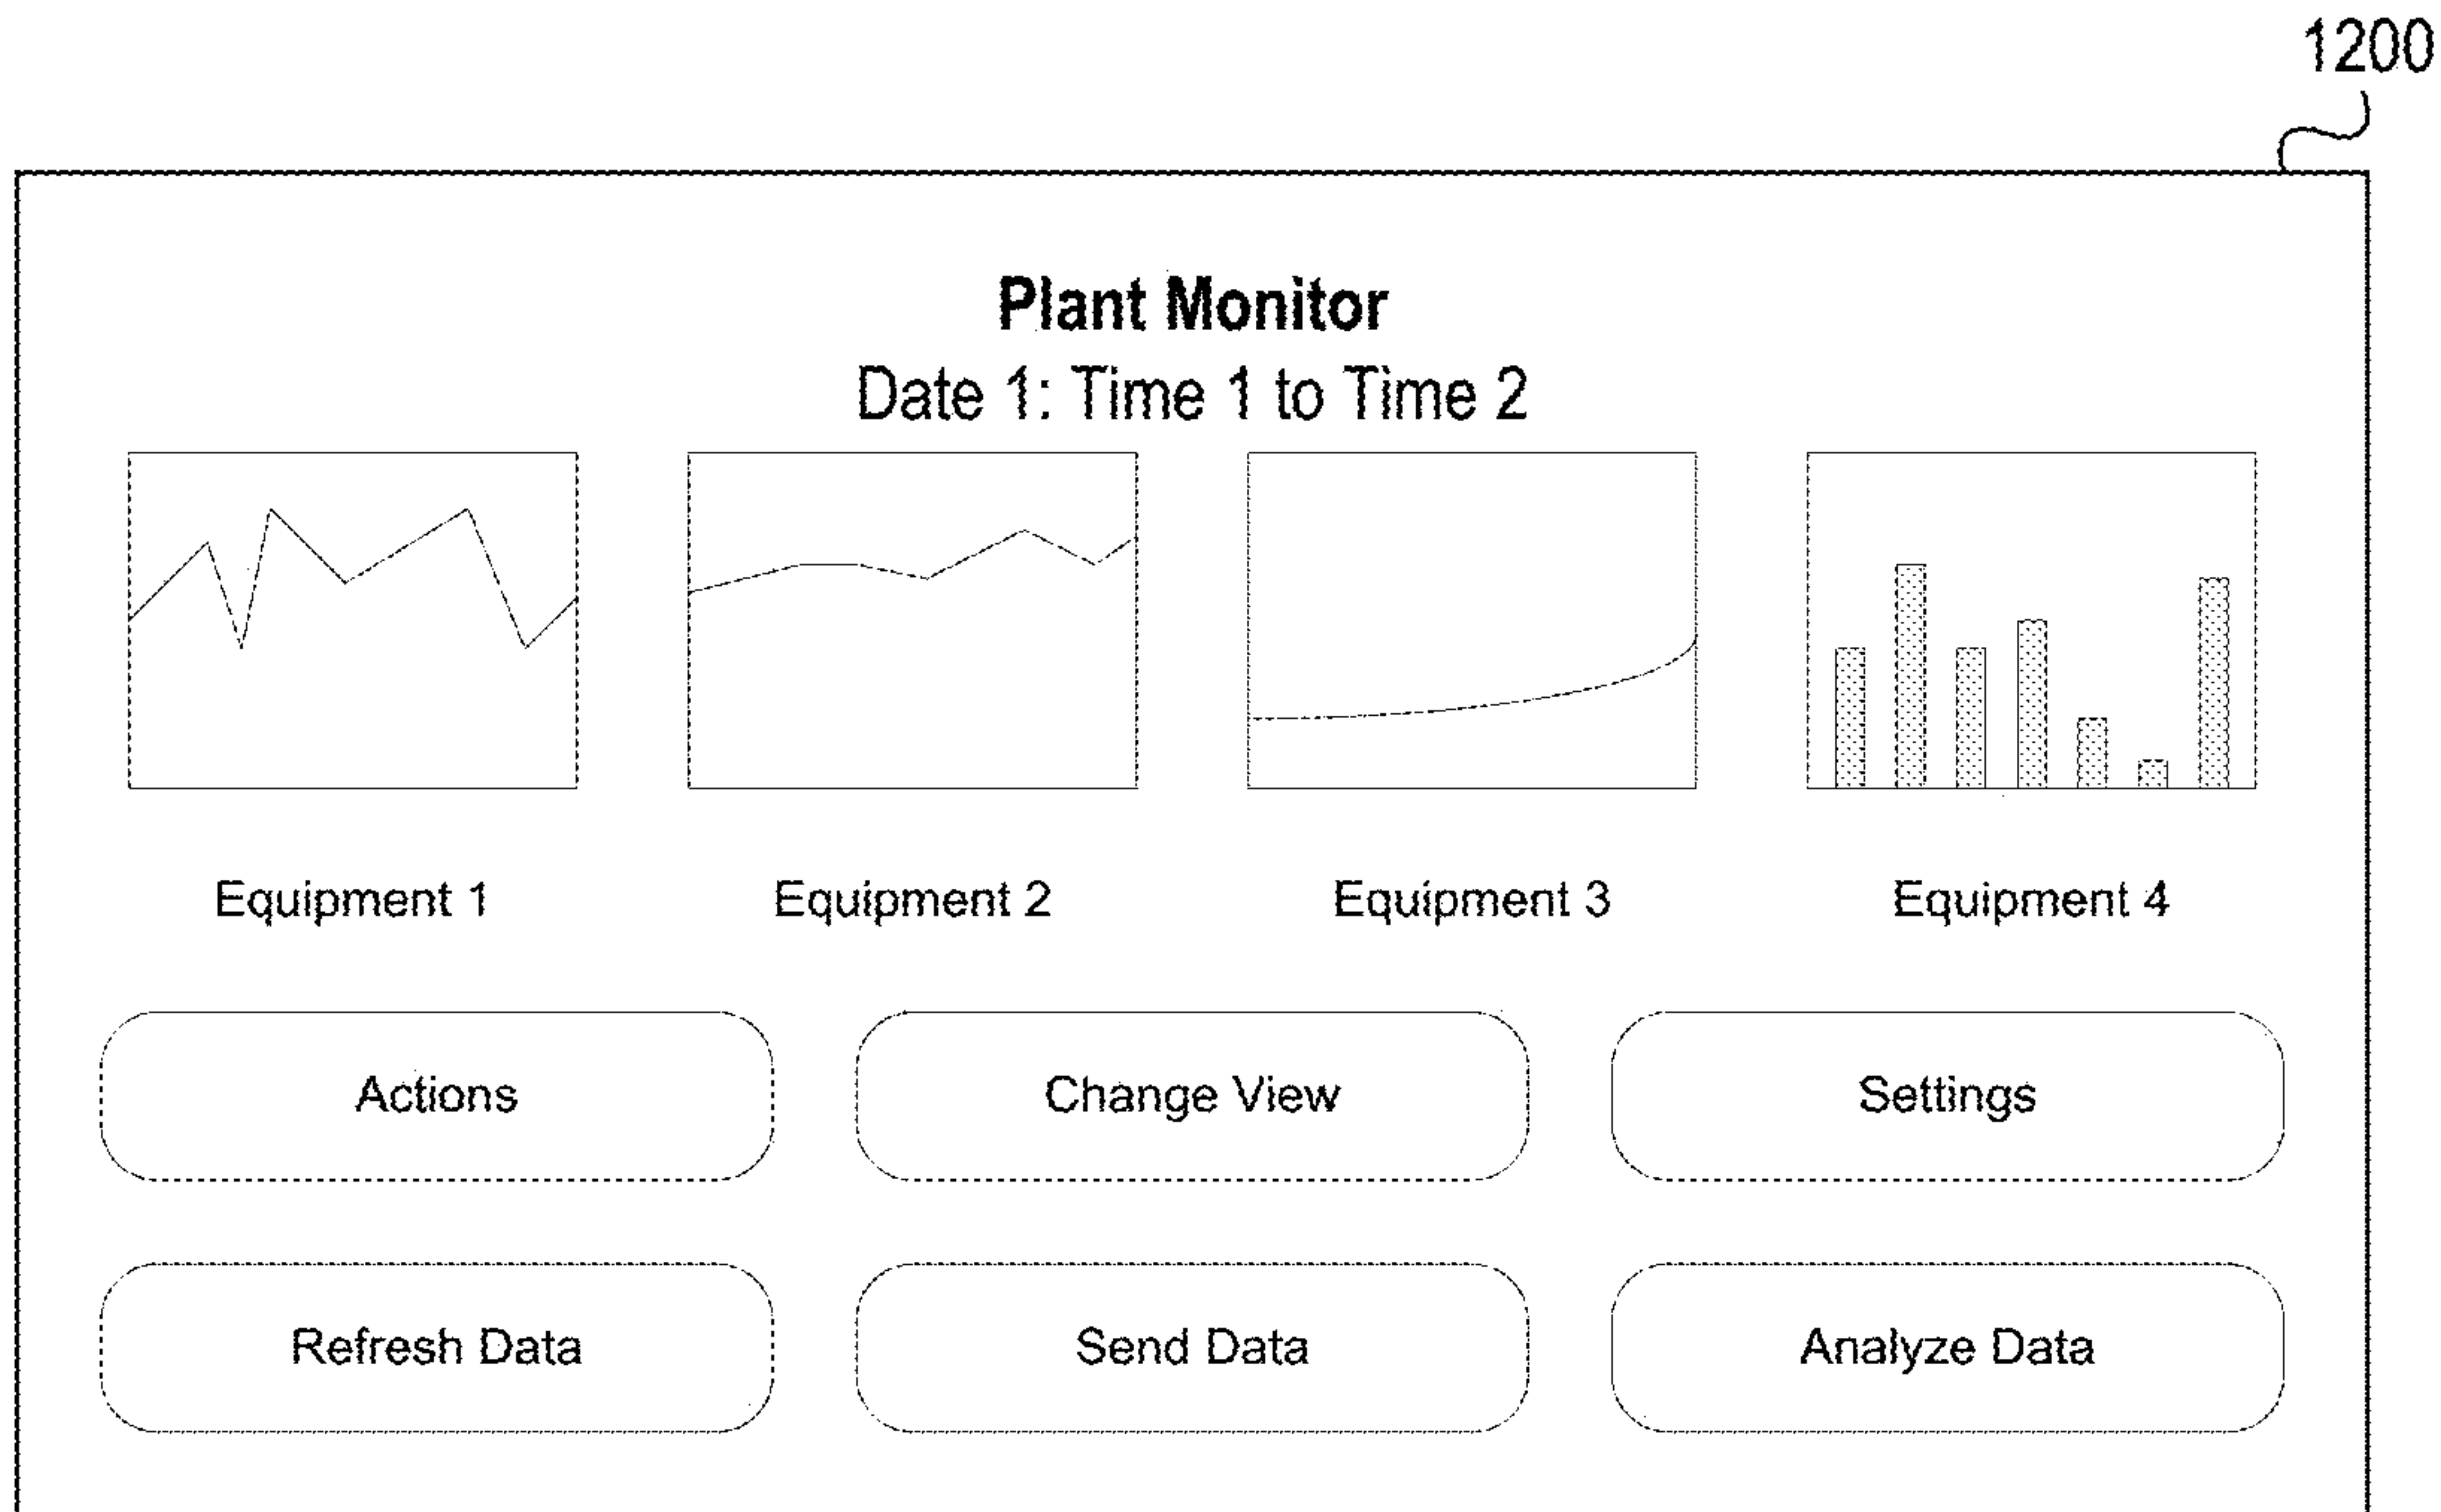 1200
Plant Monitor
Date 1: Time 1 to Time 2
Equipment 1 Equipment 2 Equipment 3 Equipment 4
Actions Change View Settings
Refresh Data Send Data Analyze Data